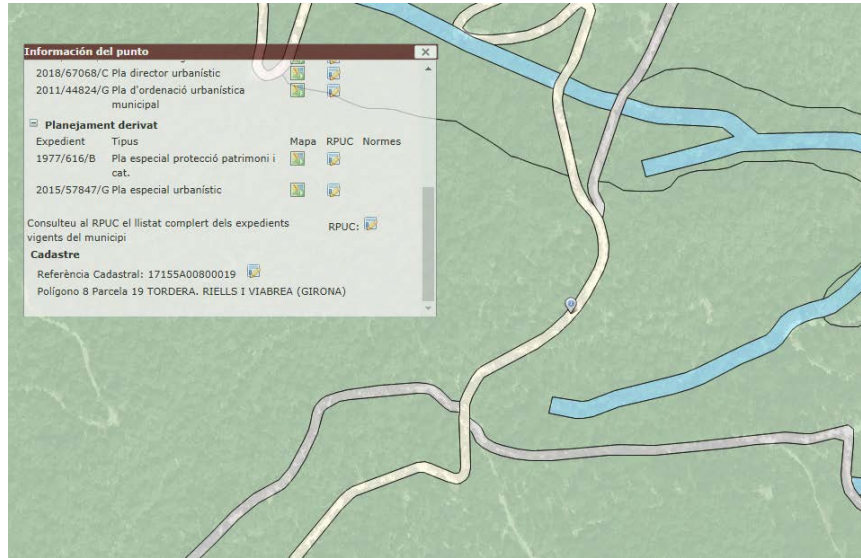 Información del punto
2018/67068/C Pla director urbanístic
2011/44824/G Pla d'ordenació urbanística
municipal
Planejament derivat
Expedient Tipus Mapa RPUC Normes
1977/616/B Pla especial protecció patrimoni i
cat.
2015/57847/G Pla especial urbanístic
Consulteu al RPUC el llistat complert dels expedients
vigents del municipi
RPUC:
Cadastre
Referència Cadastral: 17155A00800019
Polígono 8 Parcela 19 TORDERA. RIELLS I VIABREA (GIRONA)